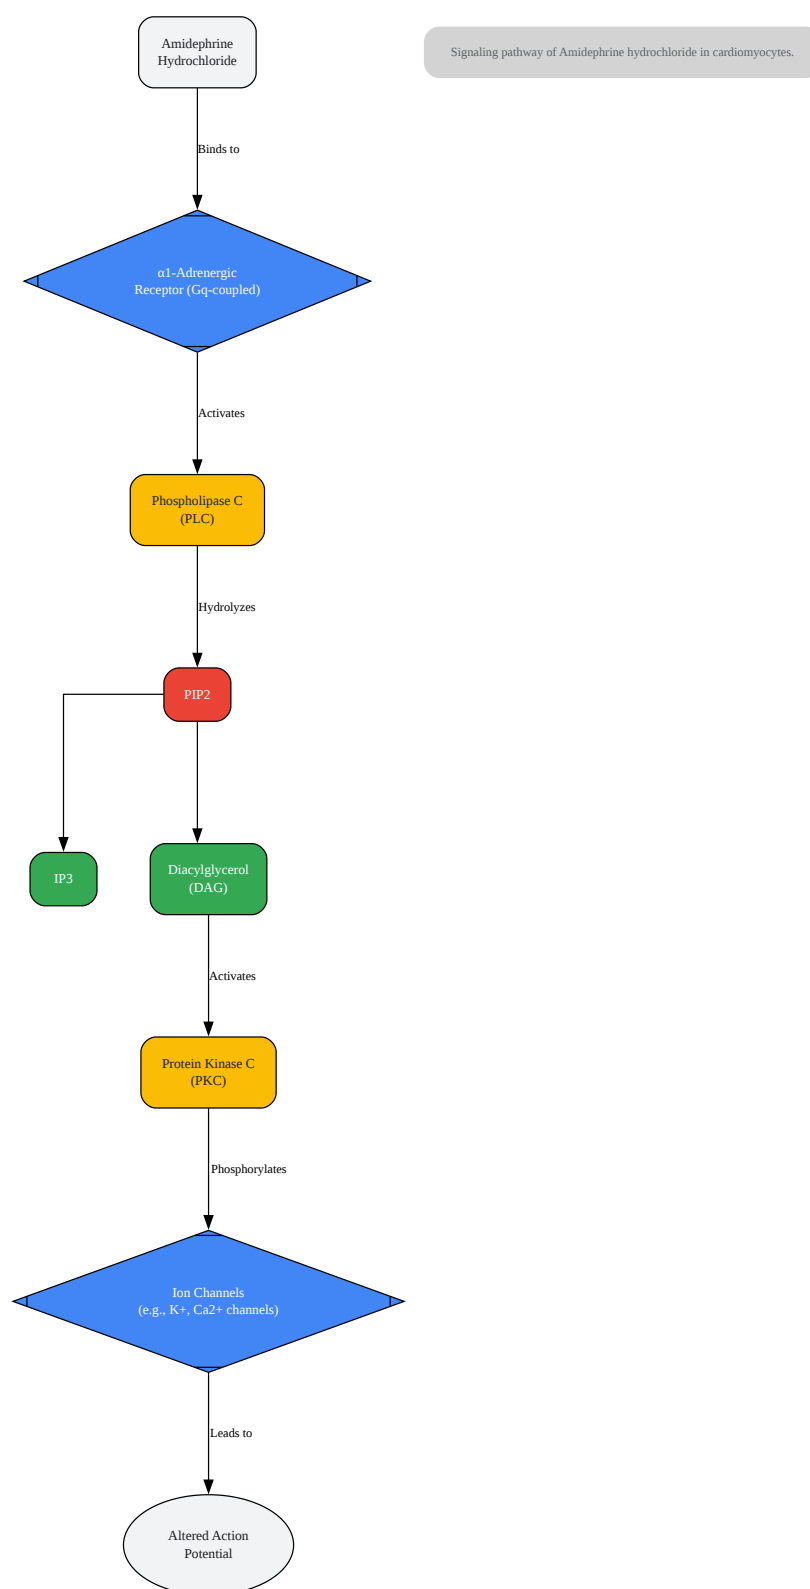 Amidephrine
Hydrochloride
Signaling pathway of Amidephrine hydrochloride in cardiomyocytes.
Binds to
α1-Adrenergic
Receptor (Gq-coupled)
Activates
Phospholipase C
(PLC)
Hydrolyzes
PIP2
IP3
Diacylglycerol
(DAG)
Activates
Protein Kinase C
(PKC)
Phosphorylates
Ion Channels
(e.g., K+, Ca2+ channels)
Leads to
Altered Action
Potential